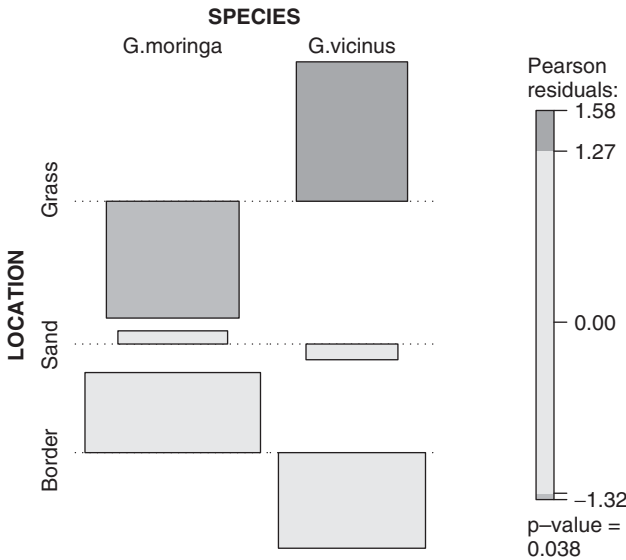 SPECIES
G.moringa
G.vicinus
LOCATION
Grass
Sand
Border
Pearson
residuals:
1.58
1.27
0.00
−1.32
p–value =
0.038